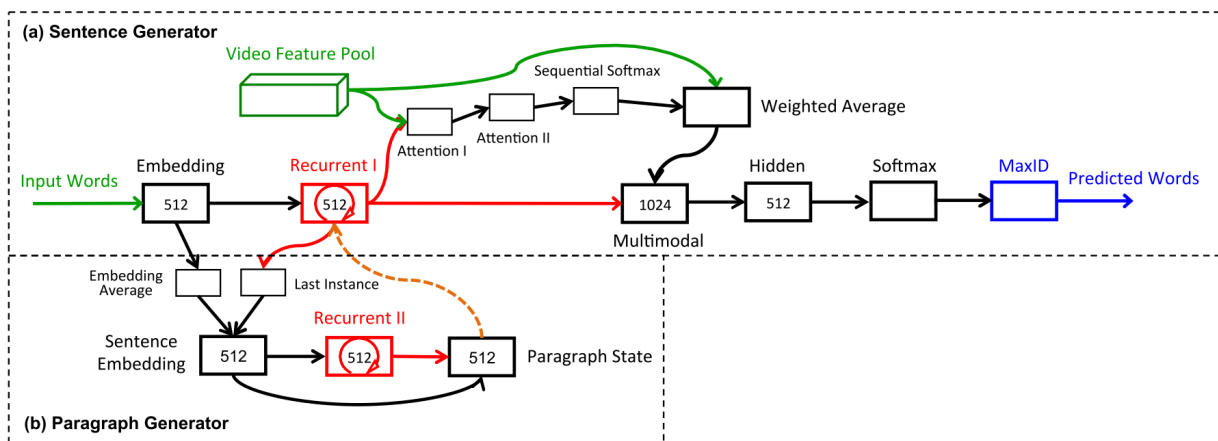 (a) Sentence Generator
Video Feature Pool
Sequential Softmax
Weighted Average
Attention II
Attention I
Embedding
Recurrent I
Hidden
Softmax
MaxID
Input Words
Predicted Words
512
512
1024
512
Multimodal
Embedding
Average
Last Instance
Recurrent II
Sentence
Embedding
512
512
512
Paragraph State
(b) Paragraph Generator